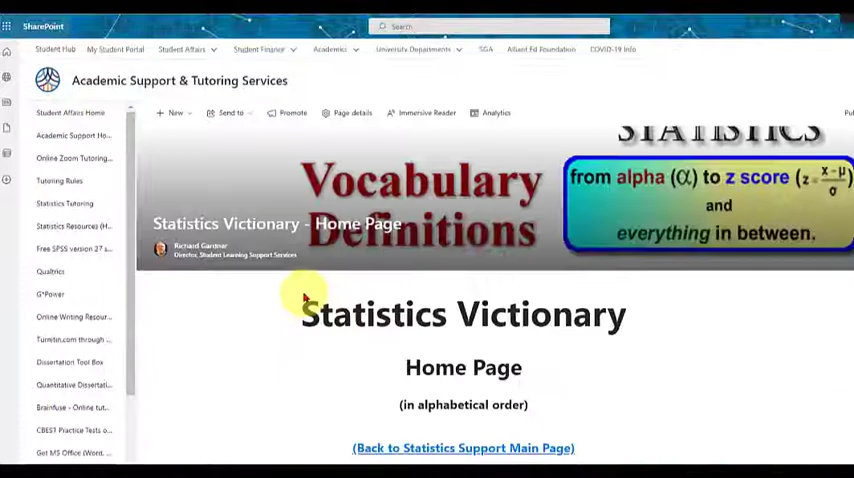 SharePoint
Search
Student Hub My Student Portal Student Affairs Student Finance Academics University Departments SGA Alliant Ed Foundation COVID-19 Info
Academic Support & Tutoring Services
Student Affairs Home
Academic Support Ho...
Online Zoom Tutoring...
Tutoring Rules
Statistics Tutoring
Statistics Resources (H...
Free SPSS version 27 s...
Qualtrics
G*Power
Online Writing Resour...
Turnitin.com through ...
Dissertation Tool Box
Quantitative Dissertati...
Brainfuse - Online tut...
CBEST Practice Tests o...
Get MS Office (Word, ...
+ New Send to Promote Page details Immersive Reader Analytics
STATISTICS
Vocabulary
Definitions
from alpha (α) to z score (z = x-μ/σ)
and
everything in between.
Statistics Victionary - Home Page
Richard Gardner
Director, Student Learning Support Services
Statistics Victionary
Home Page
(in alphabetical order)
(Back to Statistics Support Main Page)